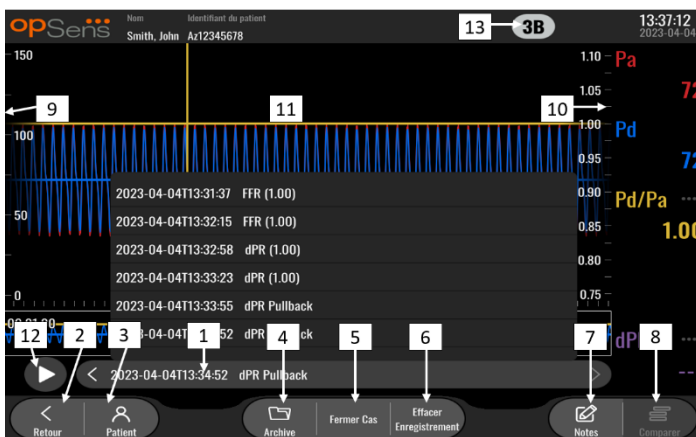 opSens
Nom Identifiant du patient
Smith, John Az12345678
13
3B
13:37:12
2023-04-04
150
1.10
Pa
9
11
10
1.05
72
100
1.00
Pd
0.95
72
2023-04-04T13:31:37 FFR (1.00)
0.90
Pd/Pa
---
2023-04-04T13:32:15 FFR (1.00)
50
0.85
1.00
2023-04-04T13:32:58 dPR (1.00)
0.80
2023-04-04T13:33:23 dPR (1.00)
0
2023-04-04T13:33:55 dPR Pullback
0.75
12
2
3
1
4
5
6
7
8
---
--
< 2023-04-04T13:34:52 dPR Pullback >
Retour
Patient
Archive
Fermer Cas
Effacer
Enregistrement
Notes
Comparer